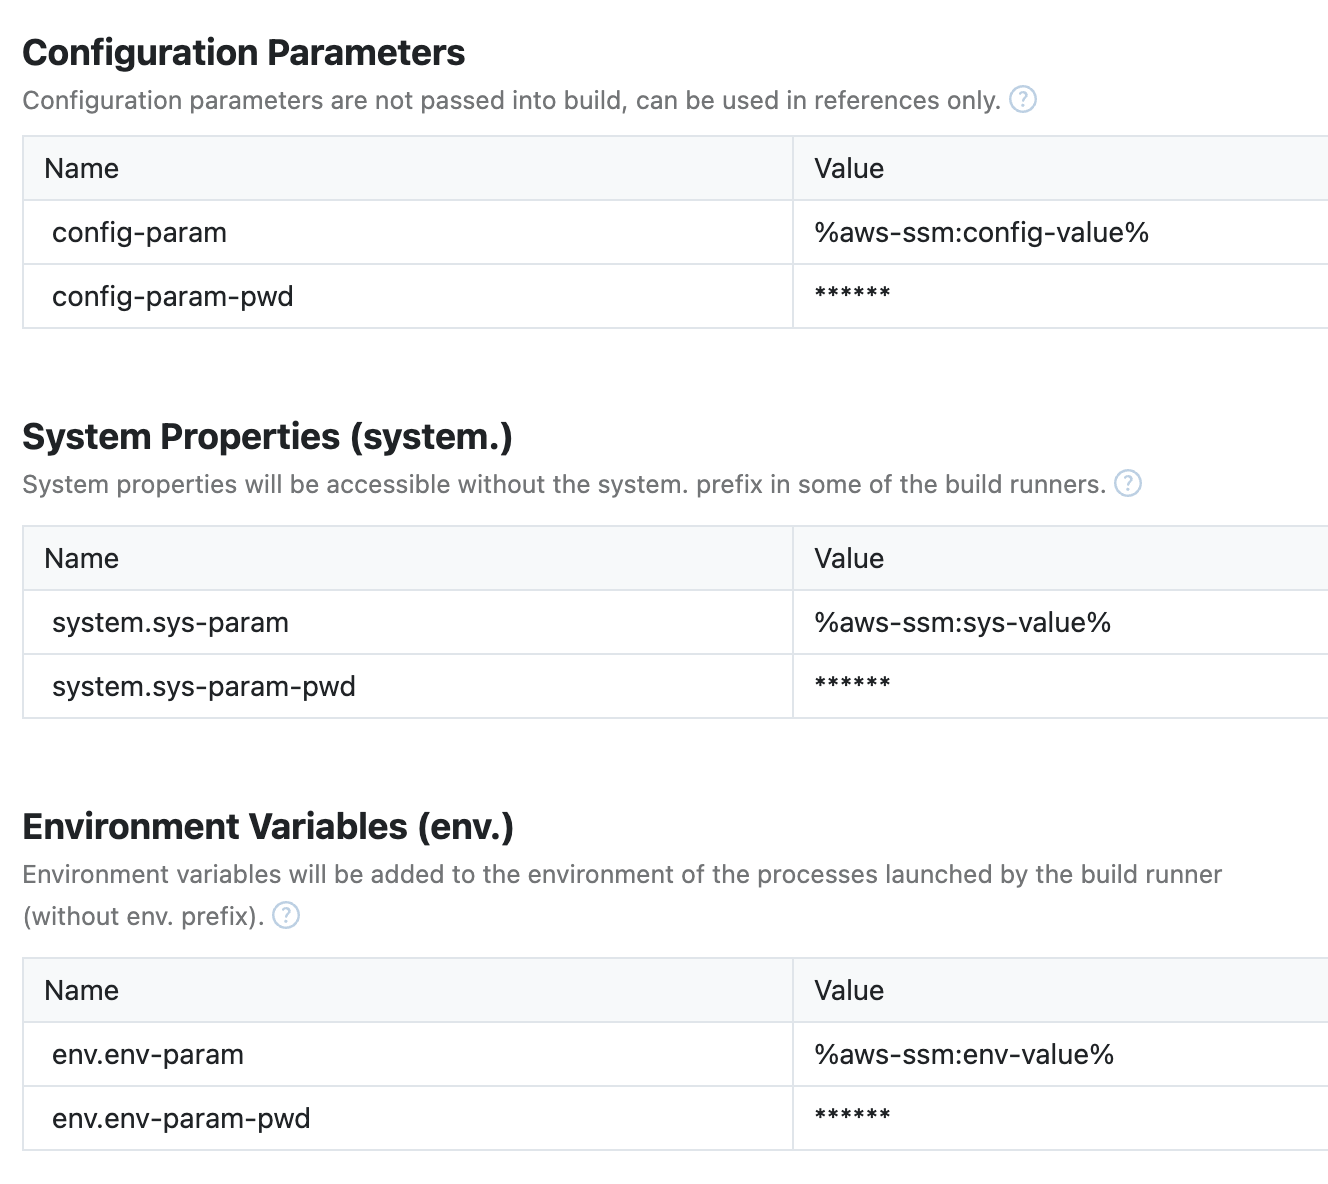 Configuration Parameters
Configuration parameters are not passed into build, can be used in references only. ?
Name Value
config-param %aws-ssm:config-value%
config-param-pwd ******
System Properties (system.)
System properties will be accessible without the system. prefix in some of the build runners. ?
Name Value
system.sys-param %aws-ssm:sys-value%
system.sys-param-pwd ******
Environment Variables (env.)
Environment variables will be added to the environment of the processes launched by the build runner
(without env. prefix). ?
Name Value
env.env-param %aws-ssm:env-value%
env.env-param-pwd ******